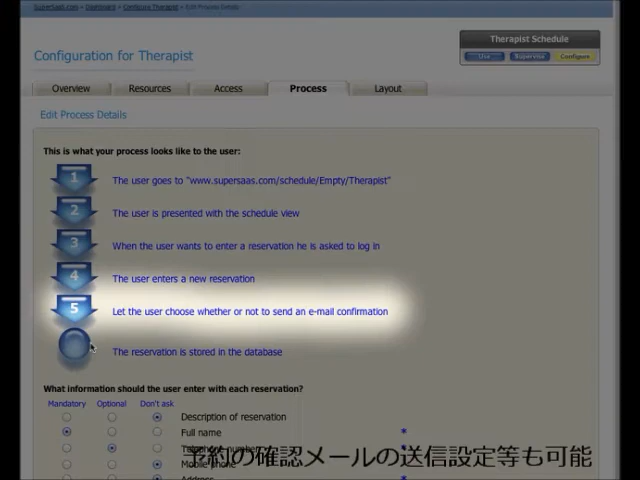 SuperSaas.com > Dashboard > Configure Therapist > Edit Process Details
Configuration for Therapist
Therapist Schedule
Use Supervise Configure
Overview Resources Access Process Layout
Edit Process Details
This is what your process looks like to the user:
1 The user goes to "www.supersaas.com/schedule/Empty/Therapist"
2 The user is presented with the schedule view
3 When the user wants to enter a reservation he is asked to log in
4 The user enters a new reservation
5 Let the user choose whether or not to send an e-mail confirmation
The reservation is stored in the database
What information should the user enter with each reservation?
Mandatory Optional Don't ask
Description of reservation
Full name *
Telephone number *
Mobile phone
Address
予約の確認メールの送信設定等も可能